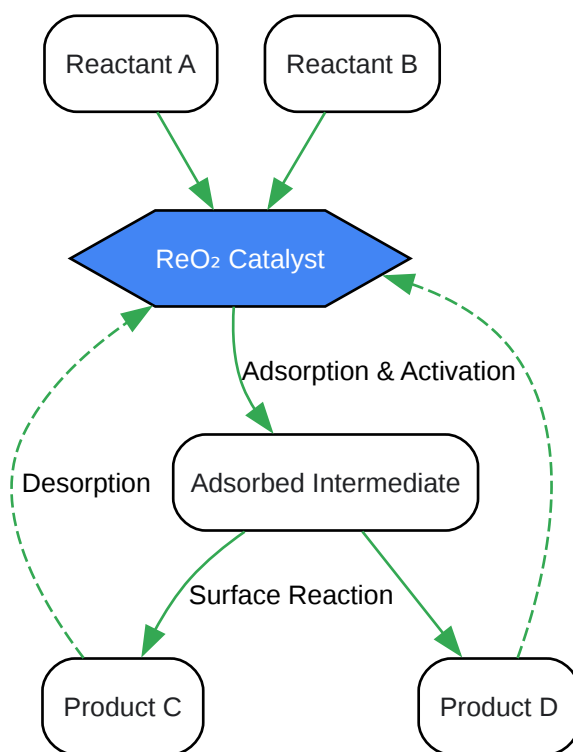 Reactant A
Reactant B
ReO₂ Catalyst
Adsorption & Activation
Desorption
Adsorbed Intermediate
Surface Reaction
Product C
Product D